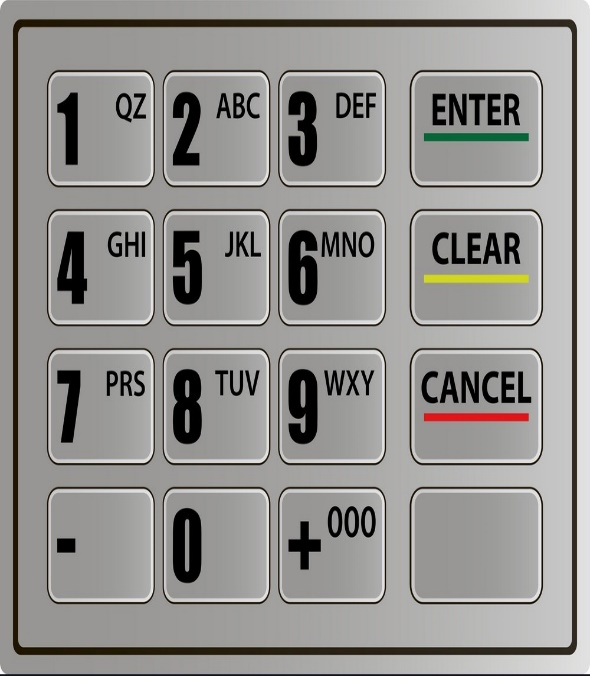 1 QZ 2 ABC 3 DEF ENTER
4 GHI 5 JKL 6 MNO CLEAR
7 PRS 8 TUV 9 WXY CANCEL
- 0 + 000